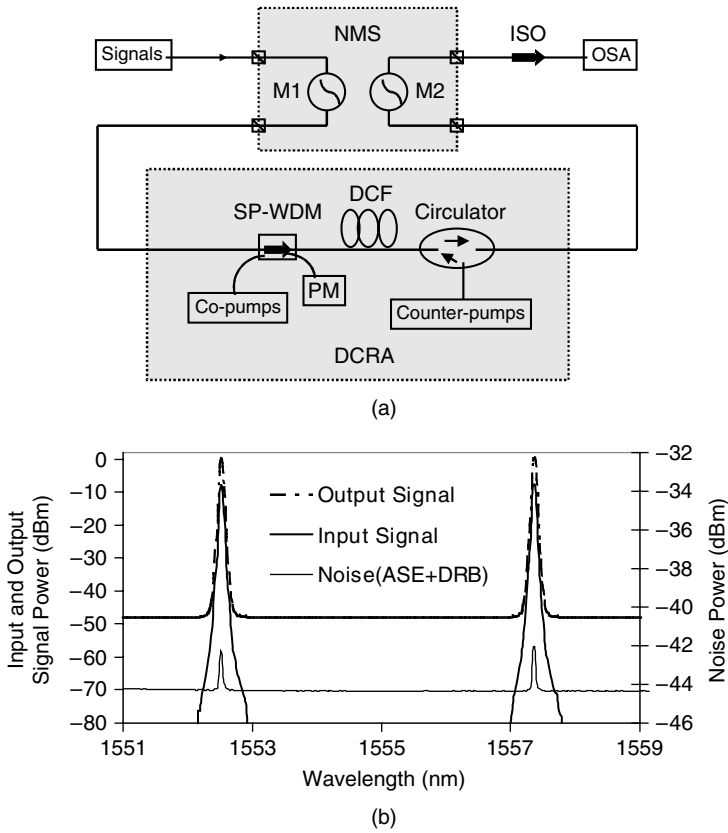 NMS
ISO
Signals
M1
M2
OSA
SP-WDM
DCF
Circulator
Co-pumps
PM
Counter-pumps
DCRA
(a)
Input and Output
Signal Power (dBm)
0
−10
−20
−30
−40
−50
−60
−70
−80
Output Signal
Input Signal
Noise(ASE+DRB)
−32
−34
−36
−38
−40
−42
−44
−46
Noise Power (dBm)
1551 1553 1555 1557 1559
Wavelength (nm)
(b)